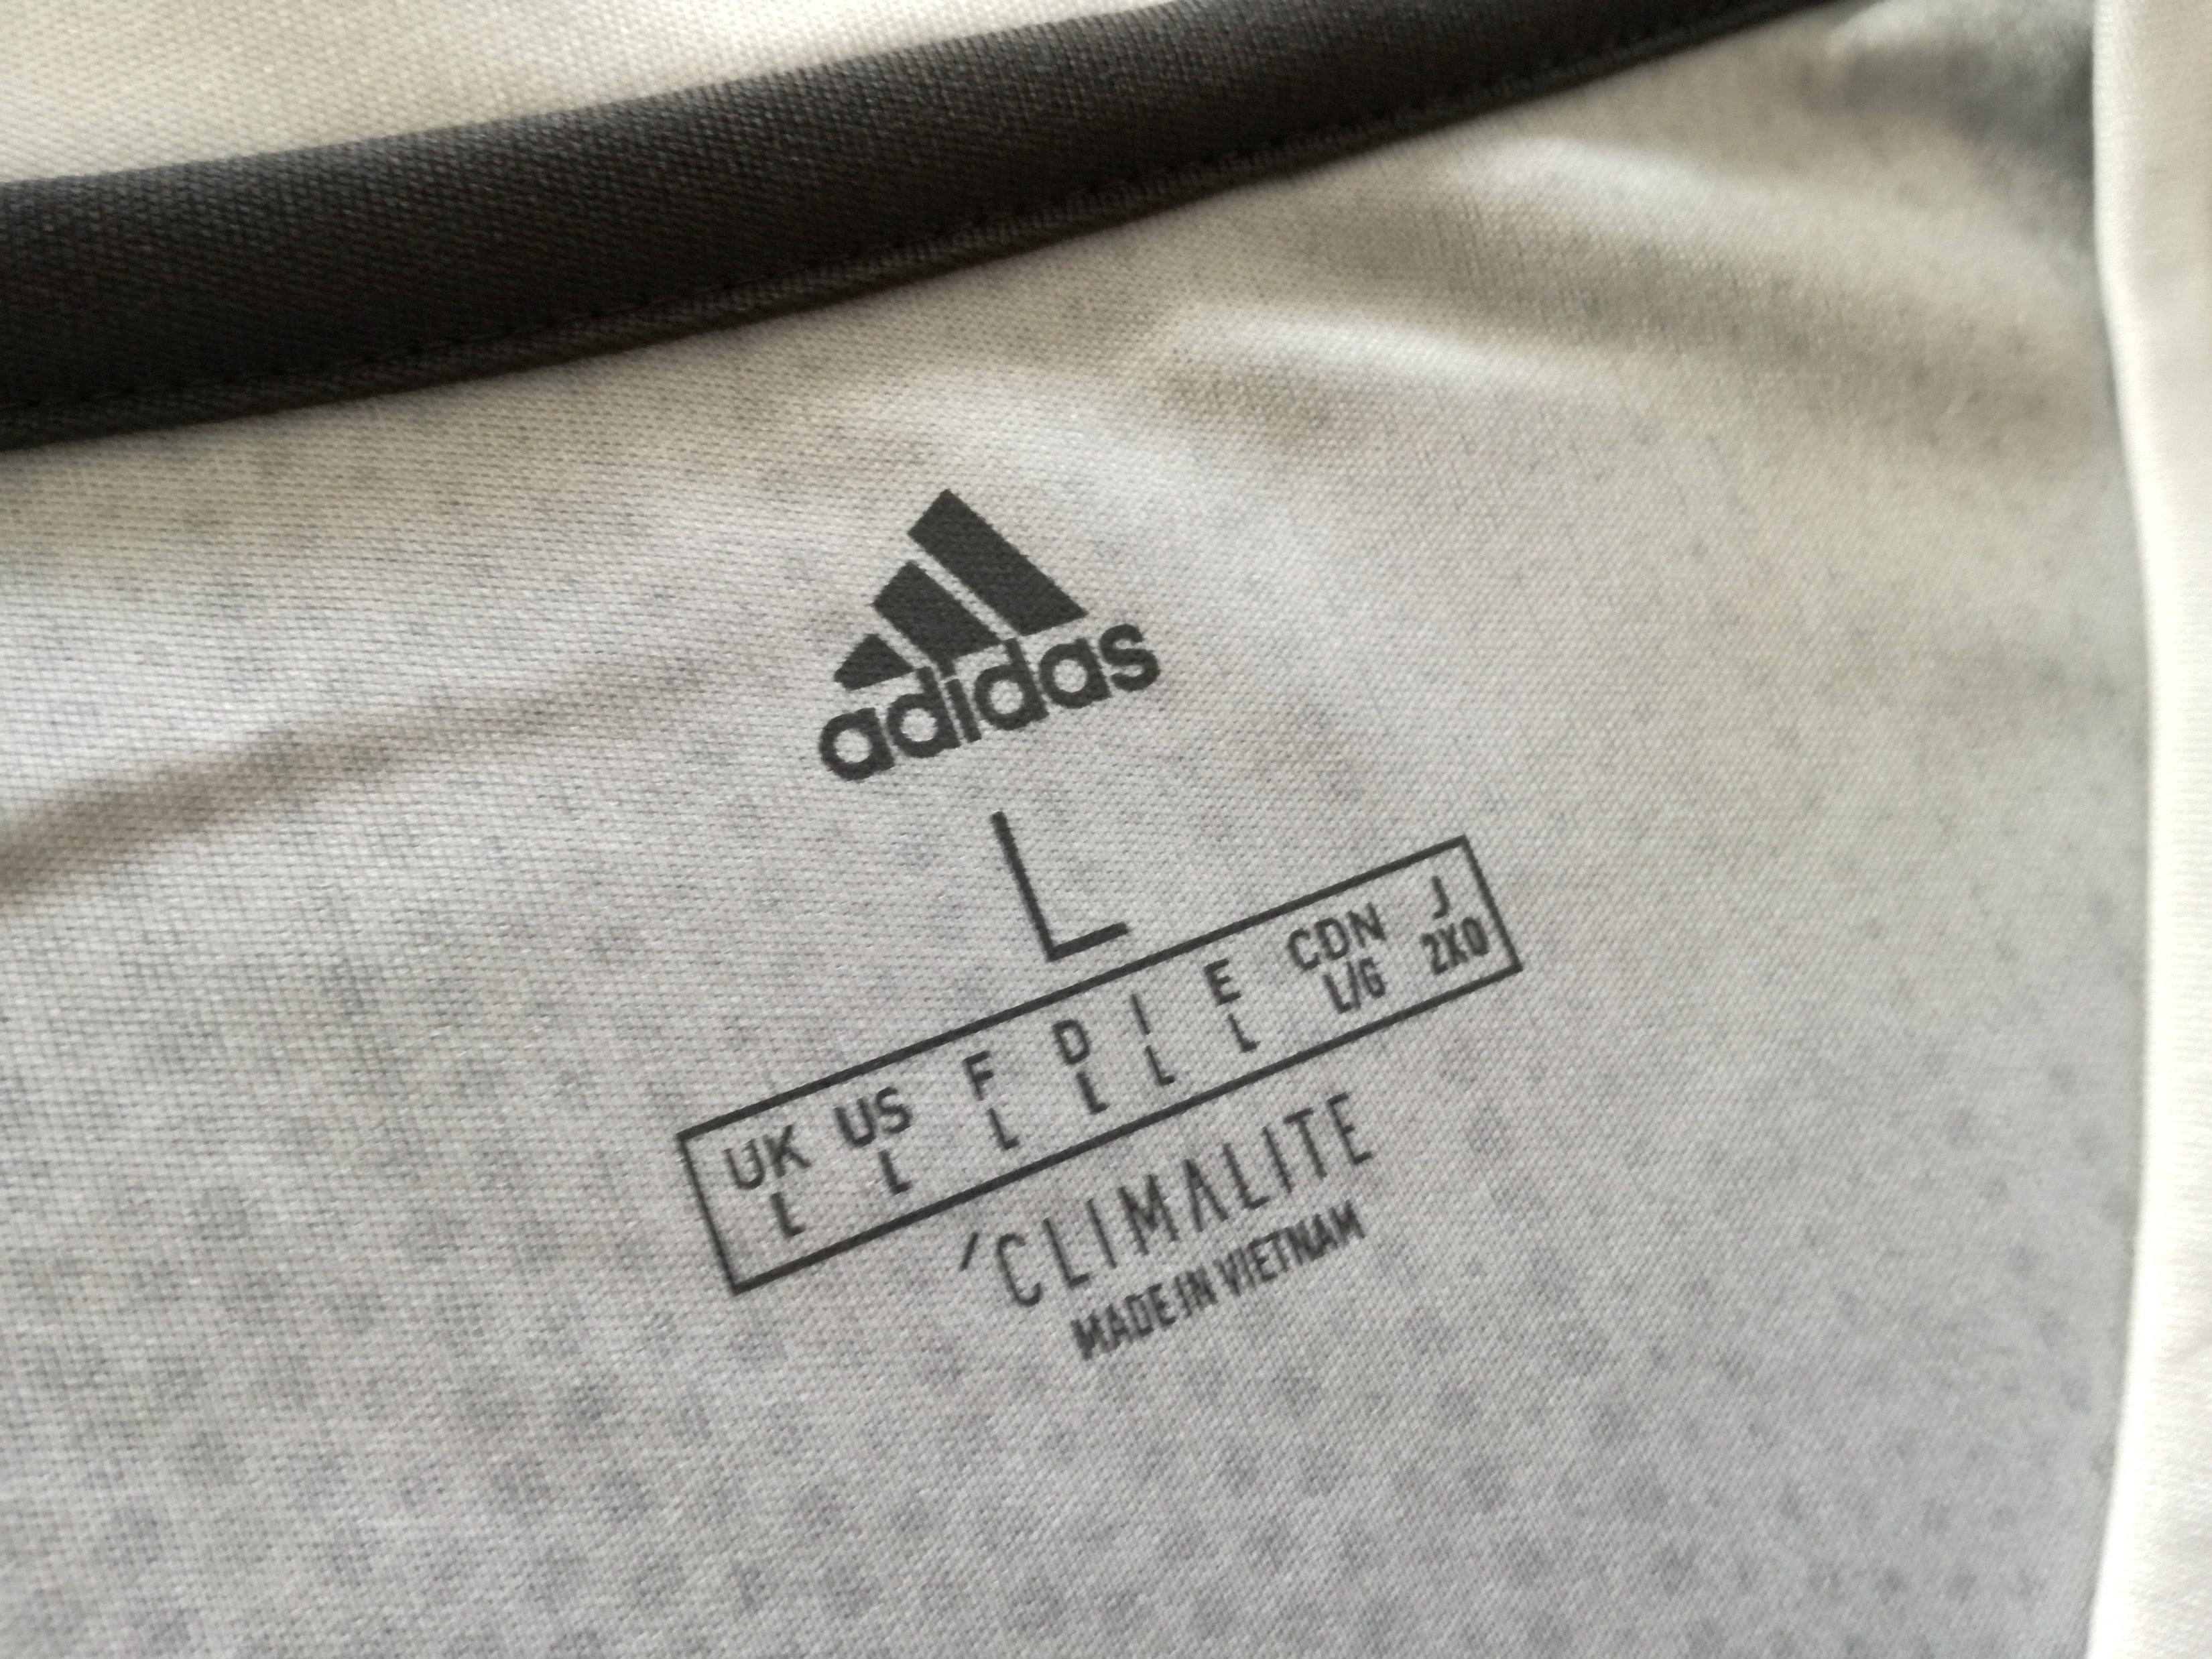 adidas
L
UK US F D I E CDN J
L L L L L L L/G 2XO
'CLIMALITE
MADE IN VIETNAM